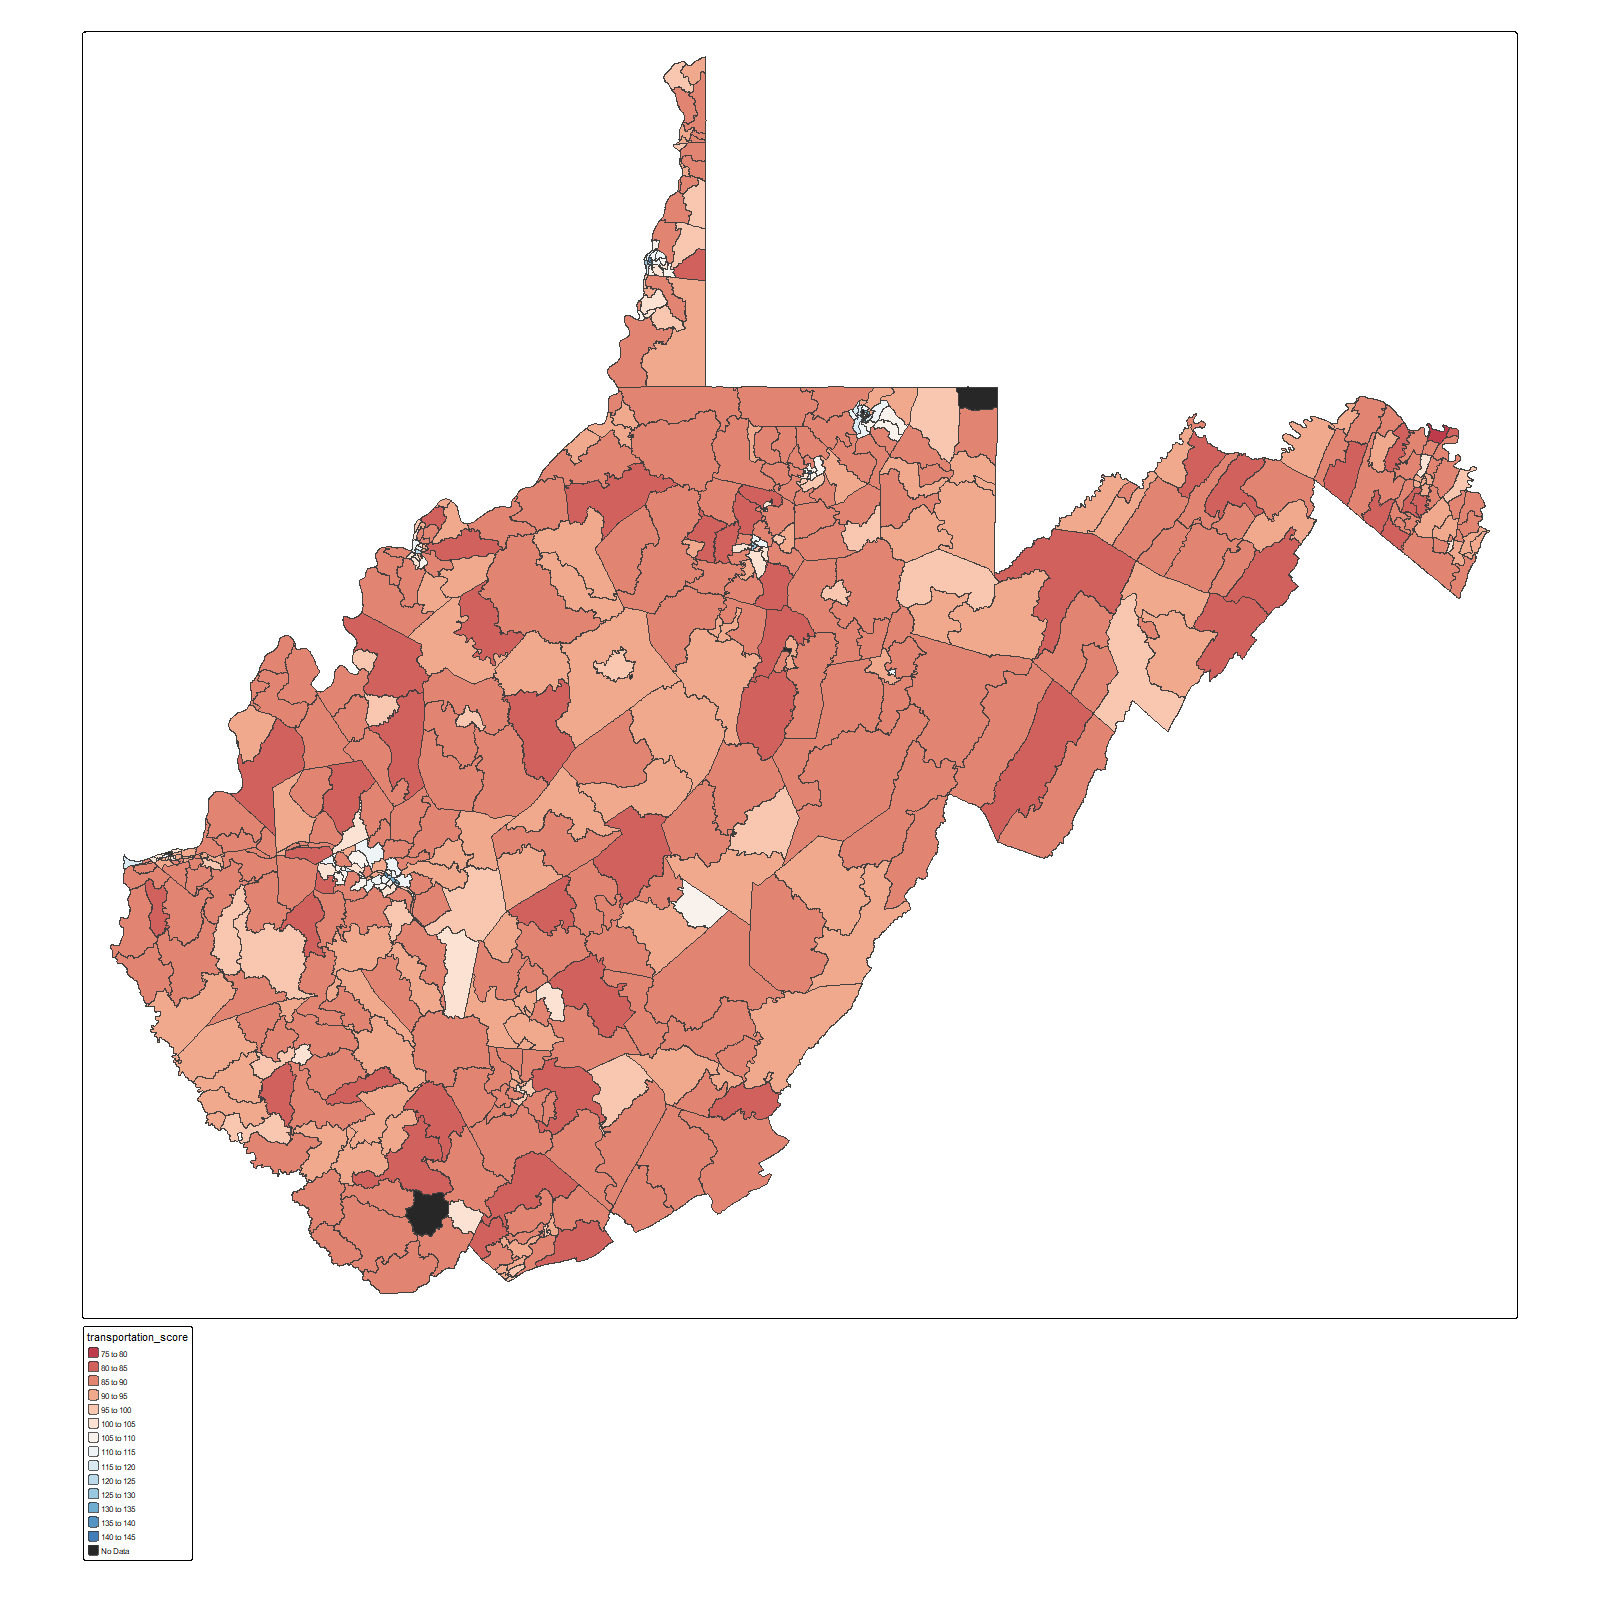 transportation_score
75 to 80
80 to 85
85 to 90
90 to 95
95 to 100
100 to 105
105 to 110
110 to 115
115 to 120
120 to 125
125 to 130
130 to 135
135 to 140
140 to 145
No Data